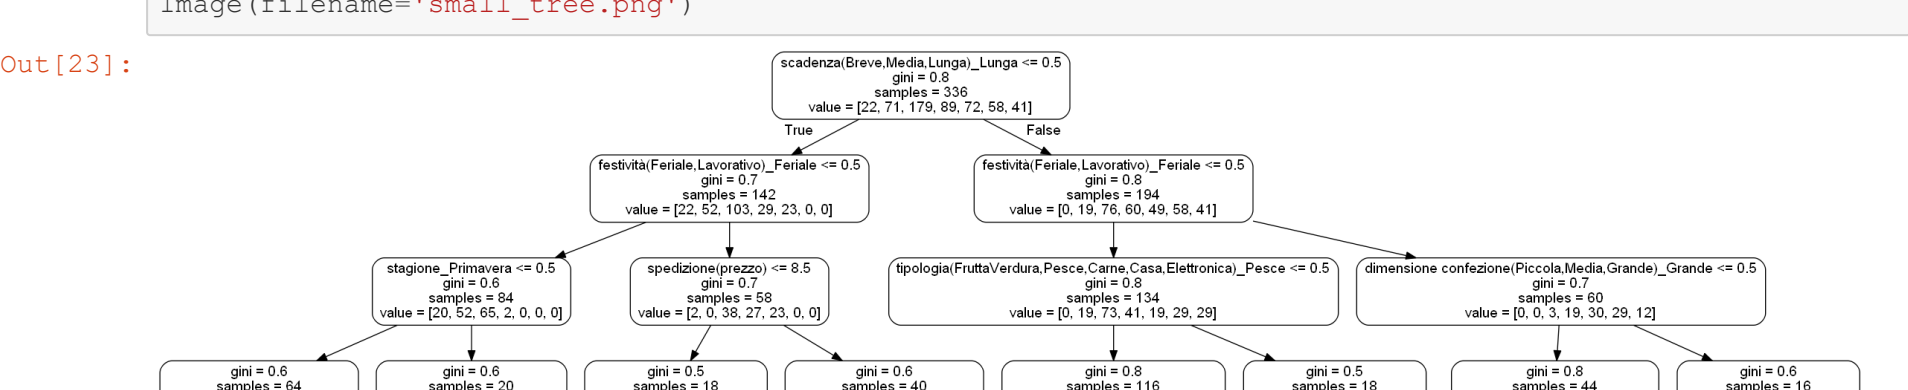 Image(filename='small_tree.png')
Out[23]:
scadenza(Breve,Media,Lunga)_Lunga <= 0.5
gini = 0.8
samples = 336
value = [22, 71, 179, 89, 72, 58, 41]
True
False
festività(Feriale,Lavorativo)_Feriale <= 0.5
gini = 0.7
samples = 142
value = [22, 52, 103, 29, 23, 0, 0]
festività(Feriale,Lavorativo)_Feriale <= 0.5
gini = 0.8
samples = 194
value = [0, 19, 76, 60, 49, 58, 41]
stagione_Primavera <= 0.5
gini = 0.6
samples = 84
value = [20, 52, 65, 2, 0, 0, 0]
spedizione(prezzo) <= 8.5
gini = 0.7
samples = 58
value = [2, 0, 38, 27, 23, 0, 0]
tipologia(FruttaVerdura,Pesce,Carne,Casa,Elettronica)_Pesce <= 0.5
gini = 0.8
samples = 134
value = [0, 19, 73, 41, 19, 29, 29]
dimensione confezione(Piccola,Media,Grande)_Grande <= 0.5
gini = 0.7
samples = 60
value = [0, 0, 3, 19, 30, 29, 12]
gini = 0.6
samples = 64
gini = 0.6
samples = 20
gini = 0.5
samples = 18
gini = 0.6
samples = 40
gini = 0.8
samples = 116
gini = 0.5
samples = 18
gini = 0.8
samples = 44
gini = 0.6
samples = 16